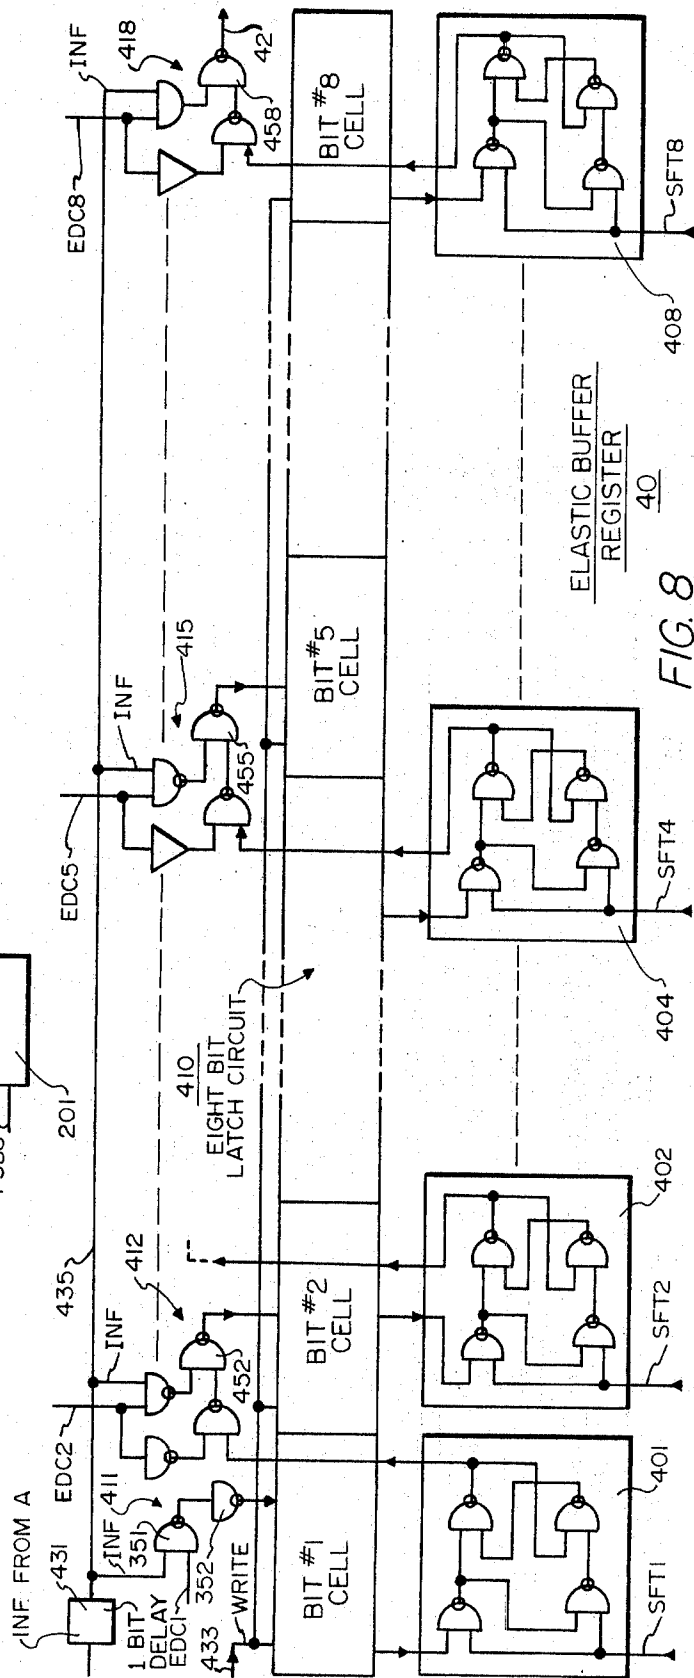 INF. FROM A
431
1 BIT
DELAY
EDC1
433
WRITE
INF
411
351
352
EDC2
INF
412
452
435
201
EDC5
INF
415
455
EDC8
INF
418
458
42
410
EIGHT BIT
LATCH CIRCUIT
BIT #1
CELL
BIT #2
CELL
BIT #5
CELL
BIT #8
CELL
SFT1
401
SFT2
402
SFT4
404
SFT8
408
ELASTIC BUFFER
REGISTER
40
FIG. 8